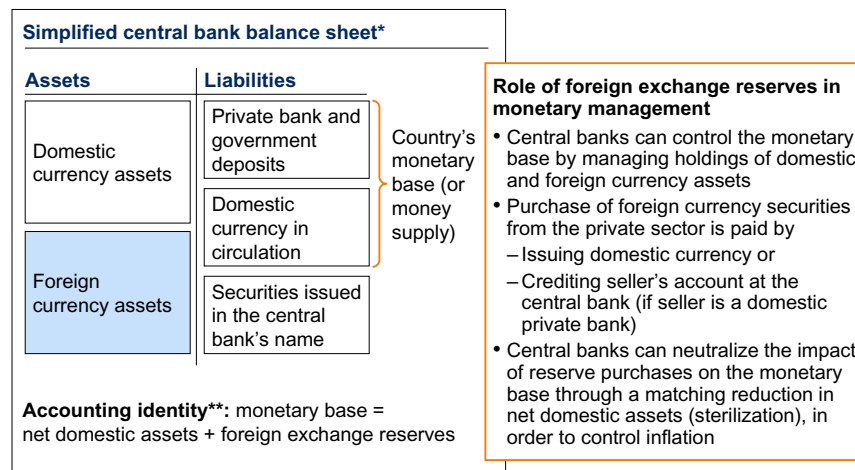 Simplified central bank balance sheet*
Assets
Liabilities
Domestic
currency assets
Foreign
currency assets
Private bank and
government
deposits
Domestic
currency in
circulation
Securities issued
in the central
bank's name
Country's
monetary
base (or
money
supply)
Accounting identity**: monetary base =
net domestic assets + foreign exchange reserves
Role of foreign exchange reserves in
monetary management
• Central banks can control the monetary
base by managing holdings of domestic
and foreign currency assets
• Purchase of foreign currency securities
from the private sector is paid by
– Issuing domestic currency or
– Crediting seller's account at the
central bank (if seller is a domestic
private bank)
• Central banks can neutralize the impact
of reserve purchases on the monetary
base through a matching reduction in
net domestic assets (sterilization), in
order to control inflation